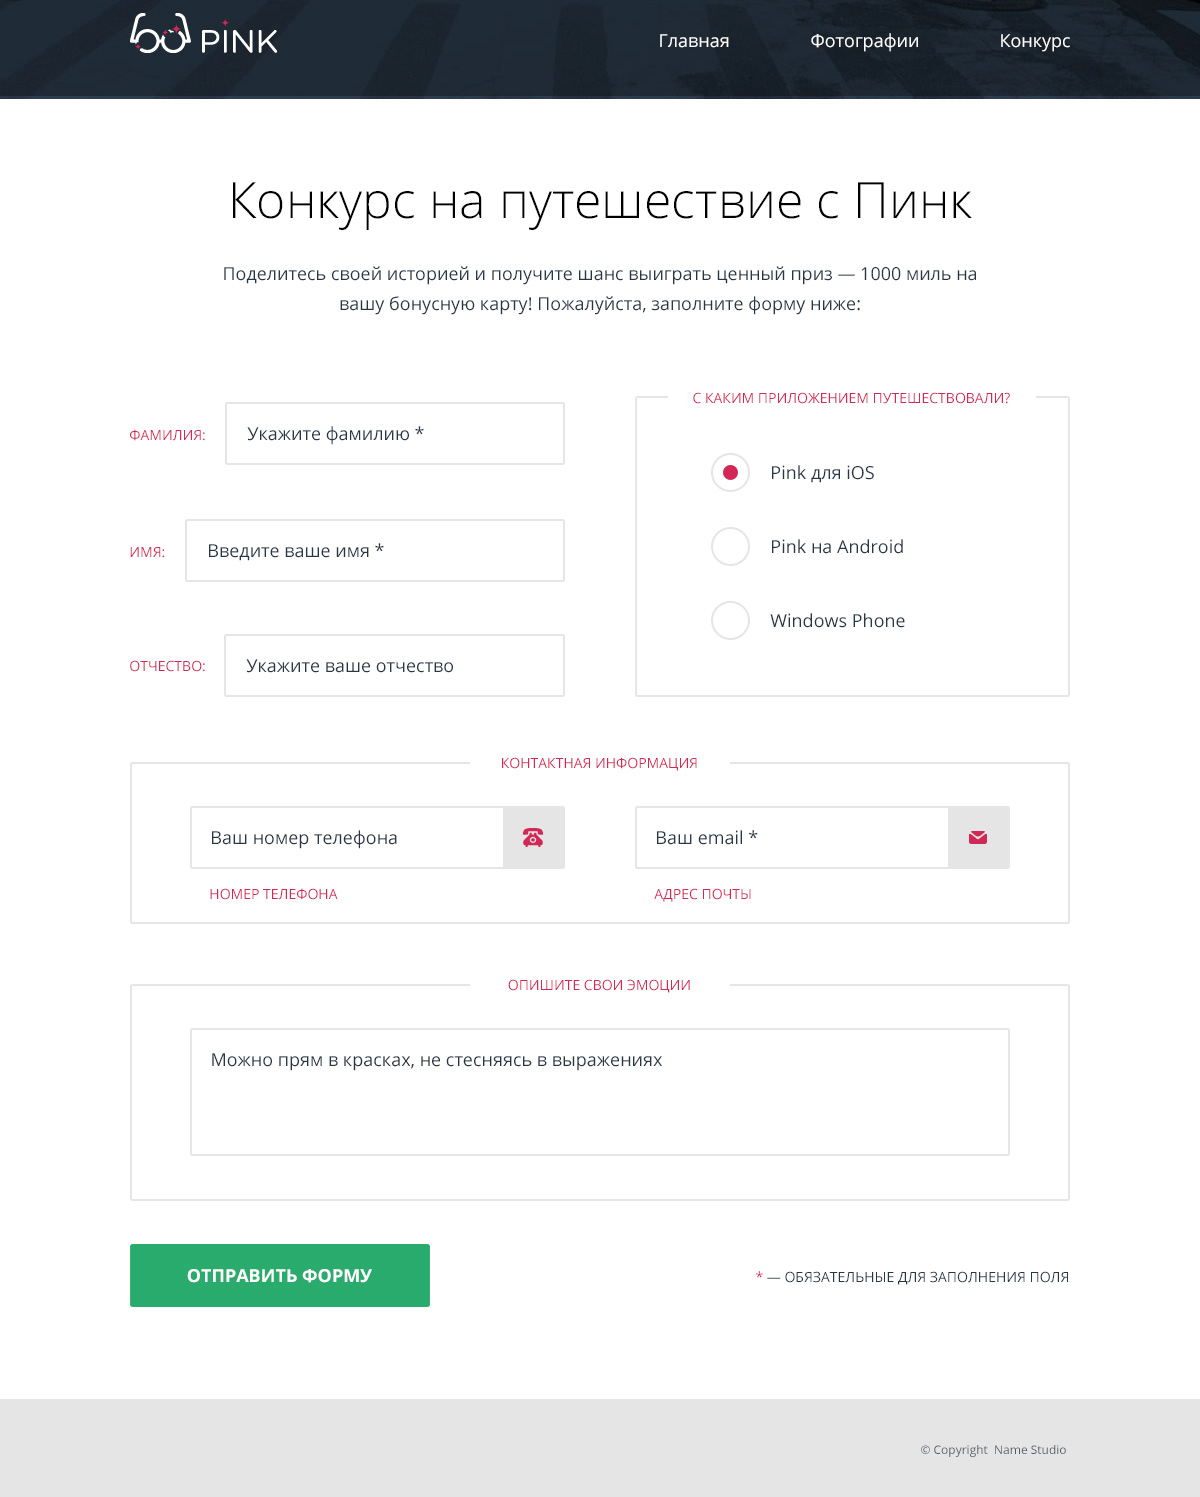 PINK
Главная
Фотографии
Конкурс
Конкурс на путешествие с Пинк
Поделитесь своей историей и получите шанс выиграть ценный приз — 1000 миль на
вашу бонусную карту! Пожалуйста, заполните форму ниже:
ФАМИЛИЯ:
Укажите фамилию *
ИМЯ:
Введите ваше имя *
ОТЧЕСТВО:
Укажите ваше отчество
С КАКИМ ПРИЛОЖЕНИЕМ ПУТЕШЕСТВОВАЛИ?
Pink для iOS
Pink на Android
Windows Phone
КОНТАКТНАЯ ИНФОРМАЦИЯ
Ваш номер телефона
НОМЕР ТЕЛЕФОНА
Ваш email *
АДРЕС ПОЧТЫ
ОПИШИТЕ СВОИ ЭМОЦИИ
Можно прям в красках, не стесняясь в выражениях
ОТПРАВИТЬ ФОРМУ
* — ОБЯЗАТЕЛЬНЫЕ ДЛЯ ЗАПОЛНЕНИЯ ПОЛЯ
© Copyright Name Studio